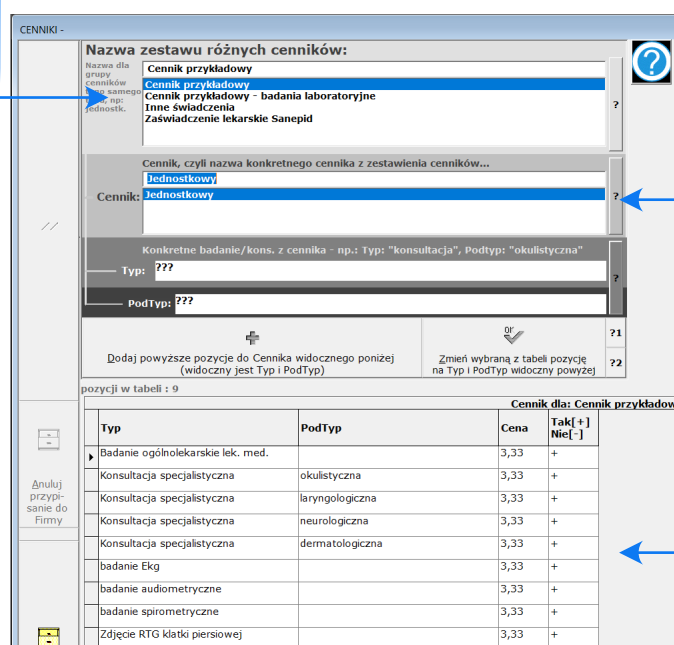 CENNIKI -
Nazwa zestawu różnych cenników:
Nazwa dla
grupy
cenników
samego
np:
jednostk.
Cennik przykładowy
Cennik przykładowy
Cennik przykładowy - badania laboratoryjne
Inne świadczenia
Zaświadczenie lekarskie Sanepid
?
?
Cennik, czyli nazwa konkretnego cennika z zestawienia cenników...
Jednostkowy
Cennik: Jednostkowy
?
Konkretne badanie/kons. z cennika - np.: Typ: "konsultacja", Podtyp: "okulistyczna"
Typ: ???
?
PodTyp: ???
Dodaj powyższe pozycje do Cennika widocznego poniżej
(widoczny jest Typ i PodTyp)
or
Zmień wybraną z tabeli pozycję
na Typ i PodTyp widoczny powyżej
?1
?2
pozycji w tabeli : 9
Cennik dla: Cennik przykładow
Typ PodTyp Cena Tak[+]
Nie[-]
Badanie ogólnolekarskie lek. med. 3,33 +
Konsultacja specjalistyczna okulistyczna 3,33 +
Konsultacja specjalistyczna laryngologiczna 3,33 +
Konsultacja specjalistyczna neurologiczna 3,33 +
Konsultacja specjalistyczna dermatologiczna 3,33 +
badanie Ekg 3,33 +
badanie audiometryczne 3,33 +
badanie spirometryczne 3,33 +
Zdjęcie RTG klatki piersiowej 3,33 +
Anuluj
przypi-
sanie do
Firmy